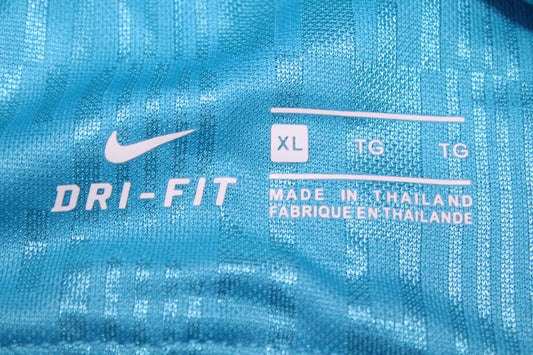 DRI-FIT
XL TG TG
MADE IN THAILAND
FABRIQUE EN THAILANDE